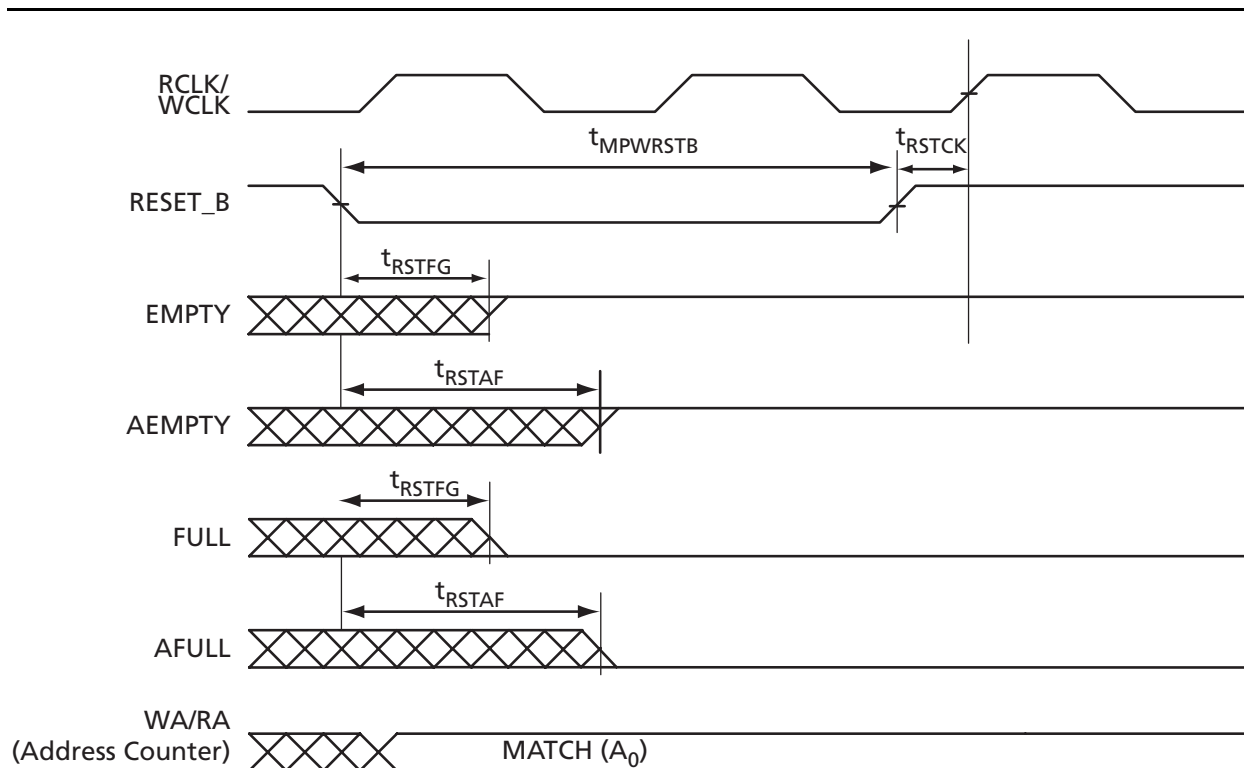 RCLK/
WCLK
tMPWRSTB
tRSTCK
RESET_B
tRSTFG
EMPTY
tRSTAF
AEMPTY
tRSTFG
FULL
tRSTAF
AFULL
WA/RA
(Address Counter)
MATCH (A0)